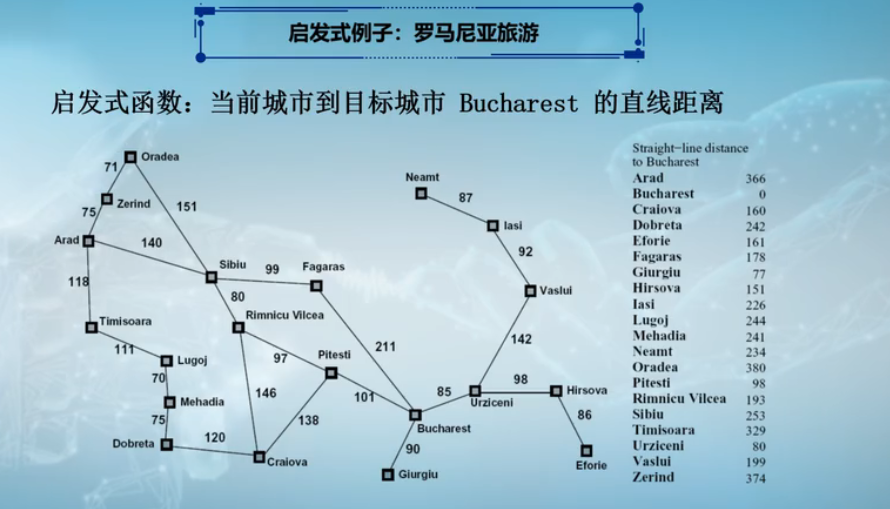 启发式例子：罗马尼亚旅游
启发式函数：当前城市到目标城市 Bucharest 的直线距离
Oradea
71
Zerind
75
151
Arad
140
118
Sibiu
99
Fagaras
80
Rimnicu Vilcea
Timisoara
111
Lugoj
70
Mehadia
75
Dobreta
120
146
97
Pitesti
211
138
101
Craiova
Neamt
87
Iasi
92
Vaslui
142
98
Hirsova
85
Urziceni
86
Bucharest
90
Giurgiu
Eforie
Straight-line distance
to Bucharest
Arad 366
Bucharest 0
Craiova 160
Dobreta 242
Eforie 161
Fagaras 178
Giurgiu 77
Hirsova 151
Iasi 226
Lugoj 244
Mehadia 241
Neamt 234
Oradea 380
Pitesti 98
Rimnicu Vilcea 193
Sibiu 253
Timisoara 329
Urziceni 80
Vaslui 199
Zerind 374